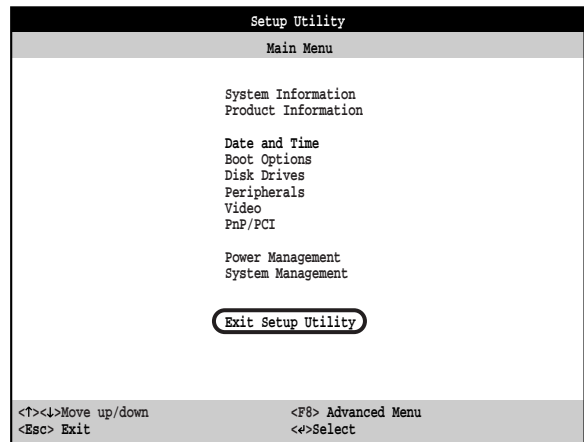 Setup Utility
Main Menu
System Information
Product Information
Date and Time
Boot Options
Disk Drives
Peripherals
Video
PnP/PCI
Power Management
System Management
Exit Setup Utility
<↑><↓>Move up/down <F8> Advanced Menu
<Esc> Exit <↵>Select